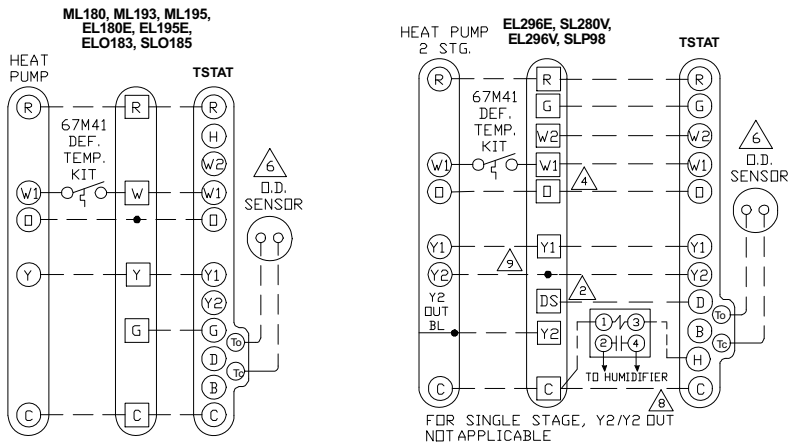 ML180, ML193, ML195,
EL180E, EL195E,
ELO183, SLO185
HEAT
PUMP
TSTAT
R
R
R
67M41
DEF.
TEMP.
KIT
H
W2
W1
W
W1
O
O
Y
Y
Y1
Y2
G
G
D
B
C
C
C
6
O.D.
SENSOR
To
Tc
HEAT PUMP
2 STG.
EL296E, SL280V,
EL296V, SLP98
TSTAT
R
R
R
67M41
DEF.
TEMP.
KIT
G
G
W2
W2
W1
W1
W1
O
O
4
O
Y1
Y1
Y1
Y2
9
Y2
Y2
OUT
BL
DS
2
D
Y2
1
3
2
4
B
H
TO HUMIDIFIER
C
C
8
C
6
O.D.
SENSOR
To
Tc
FOR SINGLE STAGE, Y2/Y2 OUT
NOT APPLICABLE